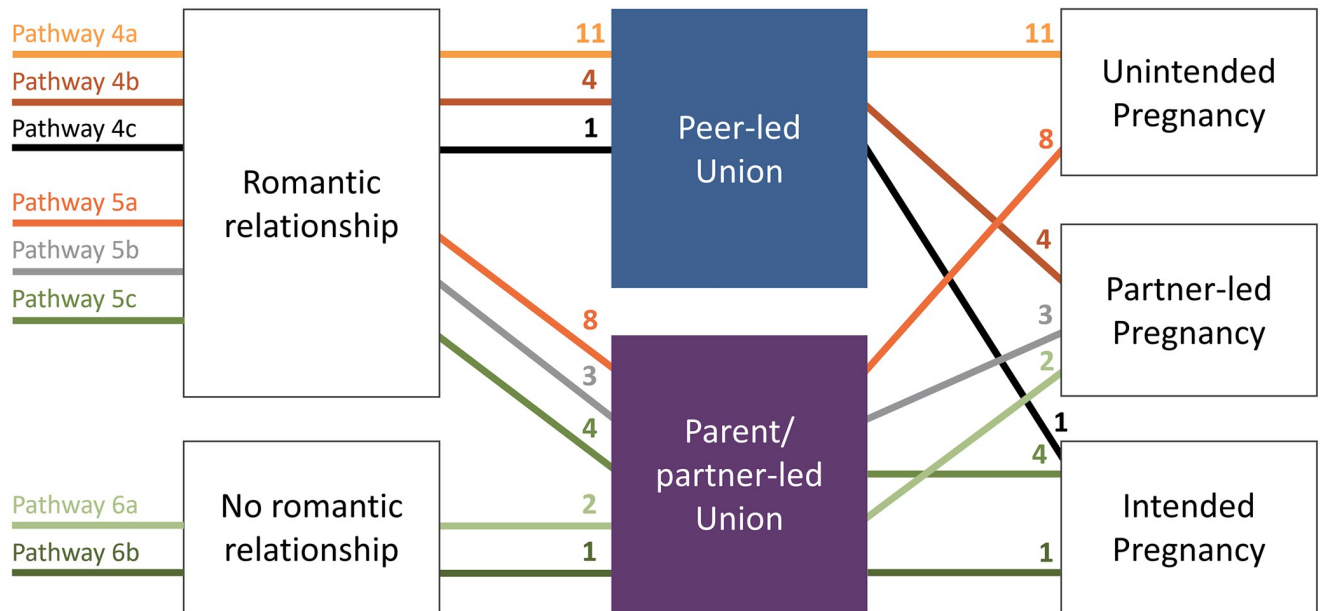 Pathway 4a
Pathway 4b
Pathway 4c
Pathway 5a
Pathway 5b
Pathway 5c
Pathway 6a
Pathway 6b
Romantic
relationship
No romantic
relationship
11
4
1
8
3
4
2
1
Peer-led
Union
Parent/
partner-led
Union
11
8
4
3
2
1
4
1
Unintended
Pregnancy
Partner-led
Pregnancy
Intended
Pregnancy